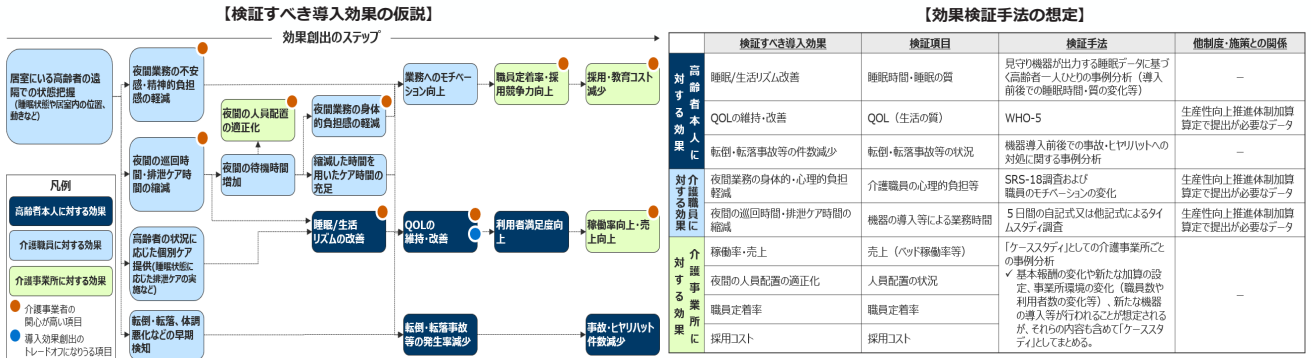 【検証すべき導入効果の仮説】
効果創出のステップ
居室にいる高齢者の遠
隔での状態把握
(睡眠状態や居室内の位置、
動きなど)
夜間業務の不安
感・精神的負担
感の軽減
夜間の人員配置
の適正化
夜間業務の身体
的負担感の軽減
業務へのモチベー
ション向上
職員定着率・採
用競争力向上
採用・教育コスト
減少
夜間の巡回時
間・排泄ケア時
間の縮減
夜間の待機時間
増加
縮減した時間を
用いたケア時間の
充足
睡眠/生活
リズムの改善
QOLの
維持・改善
利用者満足度向
上
稼働率向上・売
上向上
高齢者の状況に
応じた個別ケア
提供(睡眠状態に
応じた排泄ケアの実
施など)
転倒・転落、体調
悪化などの早期
検知
転倒・転落事故
等の発生率減少
事故・ヒヤリハット
件数減少
凡例
高齢者本人に対する効果
介護職員に対する効果
介護事業所に対する効果
介護事業者の
関心が高い項目
導入効果創出の
トレードオフになりうる項目
【効果検証手法の想定】
検証すべき導入効果
検証項目
検証手法
他制度・施策との関係
高齢者本人に
対する効果
睡眠/生活リズム改善
睡眠時間・睡眠の質
見守り機器が出力する睡眠データに基づ
く高齢者一人ひとりの事例分析（導入
前後での睡眠時間・質の変化等）
－
QOLの維持・改善
QOL（生活の質）
WHO-5
生産性向上推進体制加算
算定で提出が必要なデータ
転倒・転落事故等の件数減少
転倒・転落事故等の状況
機器導入前後での事故・ヒヤリハットへの
対処に関する事例分析
－
介護職員に
対する効果
夜間業務の身体的・心理的負担
軽減
介護職員の心理的負担等
SRS-18調査および
職員のモチベーションの変化
生産性向上推進体制加算
算定で提出が必要なデータ
夜間の巡回時間・排泄ケア時間の
縮減
機器の導入等による業務時間
５日間の自記式又は他記式によるタイ
ムスタディ調査
生産性向上推進体制加算
算定で提出が必要なデータ
介護事業所に
対する効果
稼働率・売上
売上（ベッド稼働率等）
夜間の人員配置の適正化
人員配置の状況
職員定着率
職員定着率
採用コスト
採用コスト
「ケーススタディ」としての介護事業所ごと
の事例分析
✓ 基本報酬の変化や新たな加算の設
定、事業所環境の変化（職員数や
利用者数の変化等）、新たな機器
の導入等が行われることが想定され
るが、それらの内容も含めて「ケーススタ
ディ」としてまとめる。
－